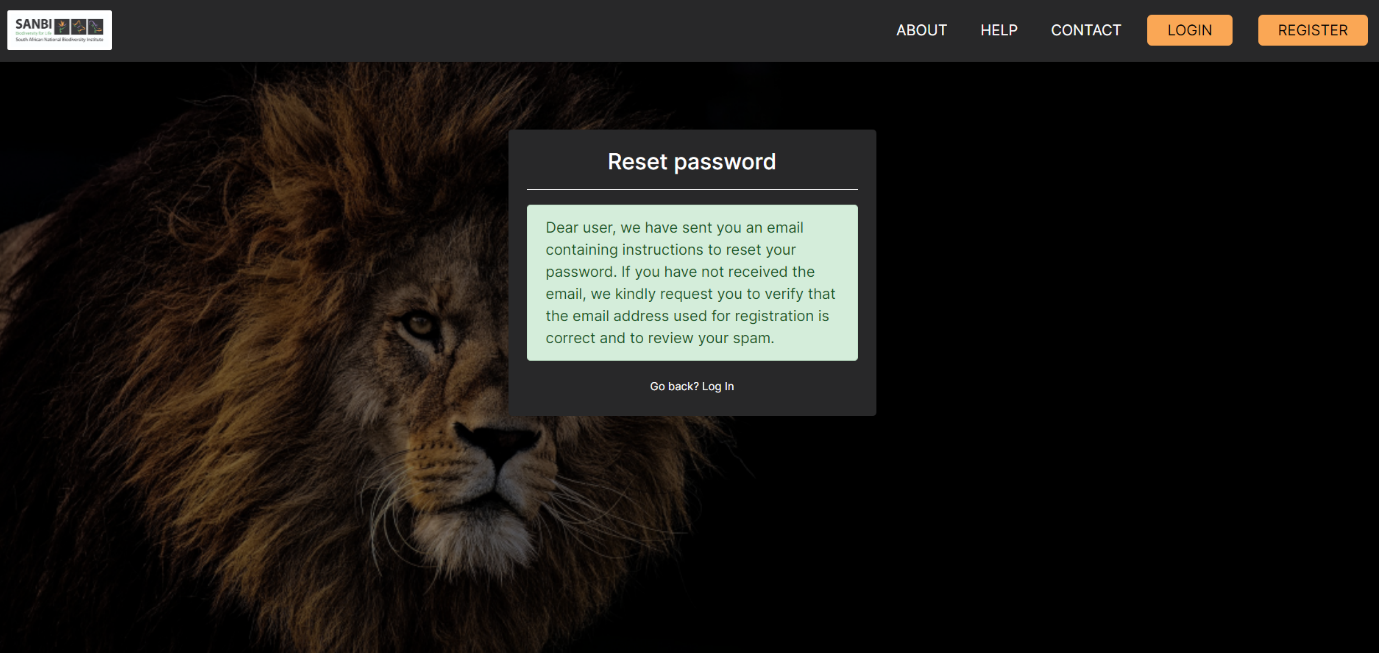 SANBI
Biodiversity for Life
South African National Biodiversity Institute
ABOUT
HELP
CONTACT
LOGIN
REGISTER
Reset password
Dear user, we have sent you an email
containing instructions to reset your
password. If you have not received the
email, we kindly request you to verify that
the email address used for registration is
correct and to review your spam.
Go back? Log In